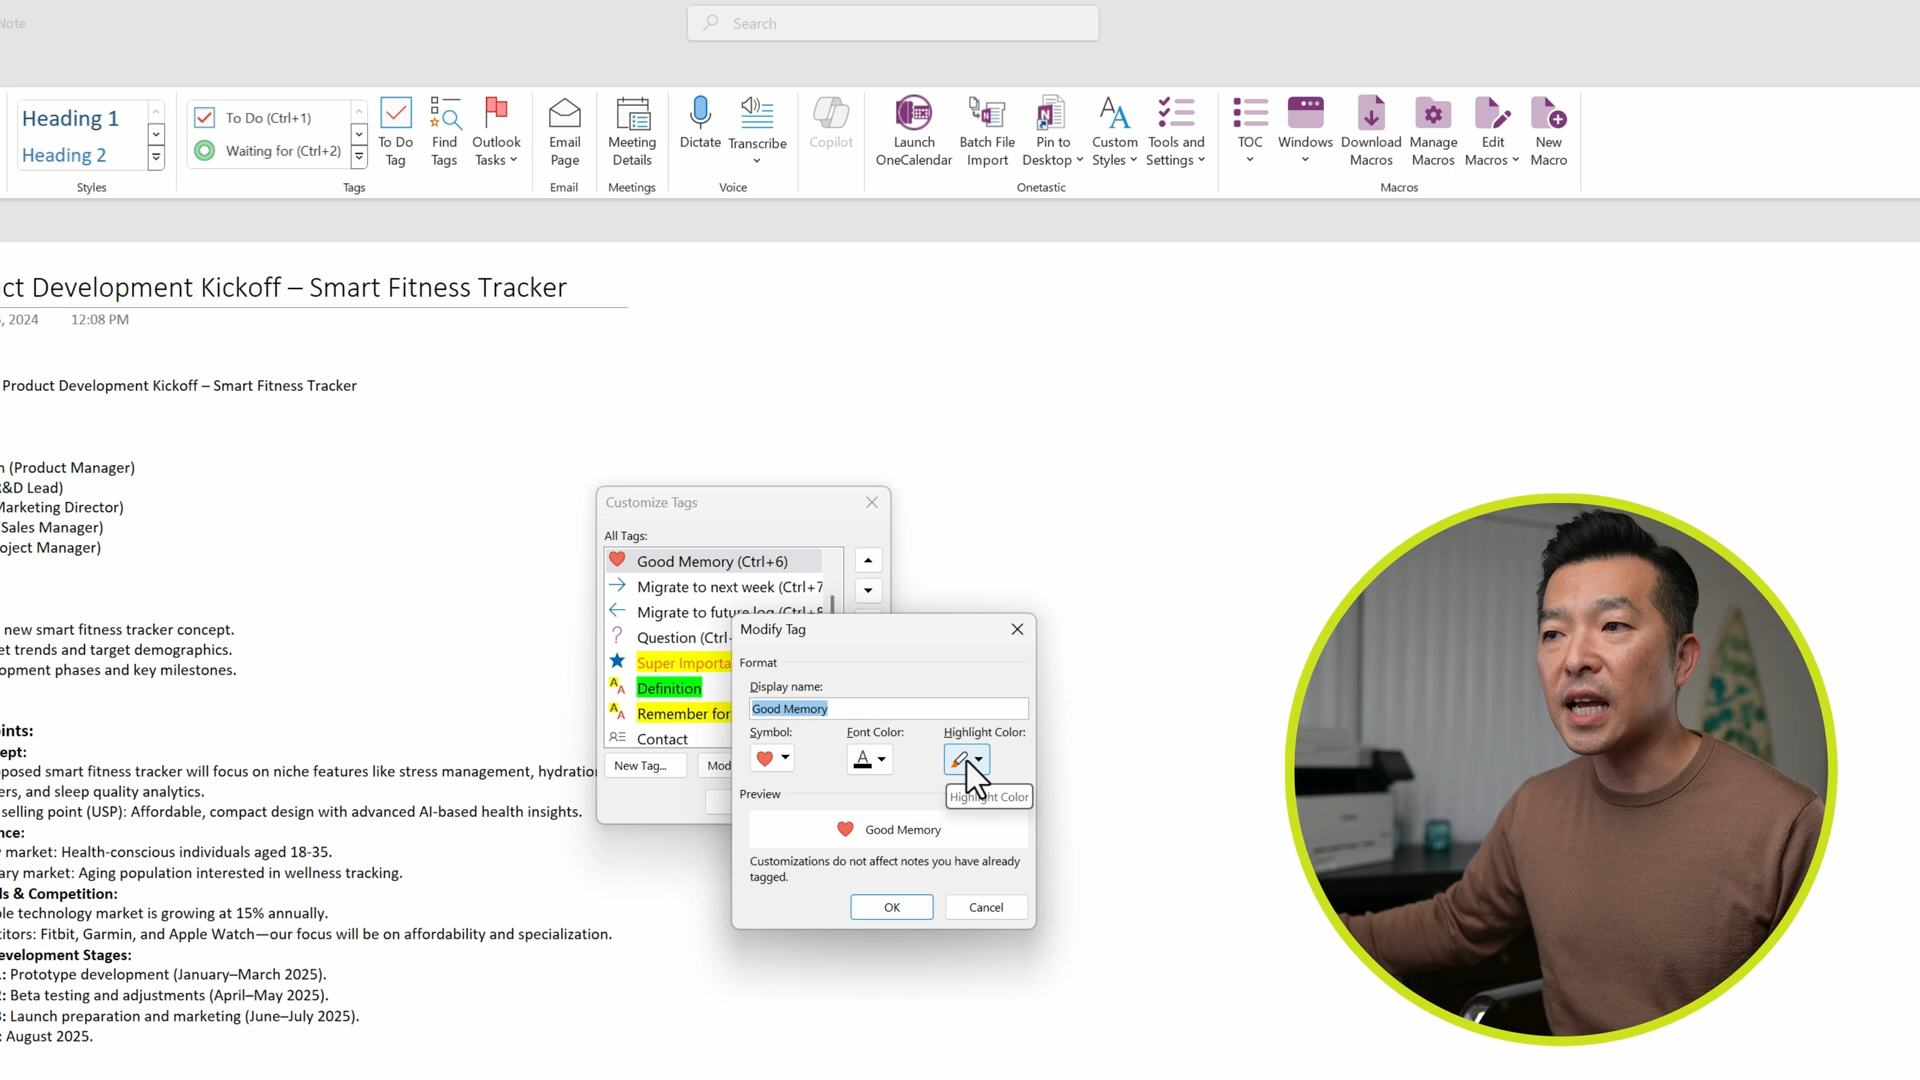 Note
Search
Heading 1
Heading 2
Styles
To Do (Ctrl+1)
Waiting for (Ctrl+2)
To Do
Tag
Find
Tags
Outlook
Tasks
Tags
Email
Page
Email
Meeting
Details
Meetings
Dictate
Transcribe
Voice
Copilot
Launch
OneCalendar
Batch File
Import
Pin to
Desktop
Custom
Styles
Tools and
Settings
Onetastic
TOC
Windows
Download
Macros
Manage
Macros
Edit
Macros
New
Macro
Macros
ct Development Kickoff – Smart Fitness Tracker
, 2024 12:08 PM
Product Development Kickoff – Smart Fitness Tracker
(Product Manager)
R&D Lead)
Marketing Director)
(Sales Manager)
oject Manager)
new smart fitness tracker concept.
et trends and target demographics.
opment phases and key milestones.
ints:
ept:
posed smart fitness tracker will focus on niche features like stress management, hydration
ers, and sleep quality analytics.
selling point (USP): Affordable, compact design with advanced AI-based health insights.
nce:
market: Health-conscious individuals aged 18-35.
ary market: Aging population interested in wellness tracking.
ds & Competition:
le technology market is growing at 15% annually.
titors: Fitbit, Garmin, and Apple Watch—our focus will be on affordability and specialization.
evelopment Stages:
: Prototype development (January–March 2025).
: Beta testing and adjustments (April–May 2025).
: Launch preparation and marketing (June–July 2025).
: August 2025.
Customize Tags
All Tags:
Good Memory (Ctrl+6)
Migrate to next week (Ctrl+7
Migrate to future log (Ctrl+8
Question (Ctrl
Super Importa
Definition
Remember for
Contact
New Tag...
Mod
Modify Tag
Format
Display name:
Good Memory
Symbol:
Font Color:
Highlight Color:
Highlight Color
Preview
Good Memory
Customizations do not affect notes you have already
tagged.
OK
Cancel